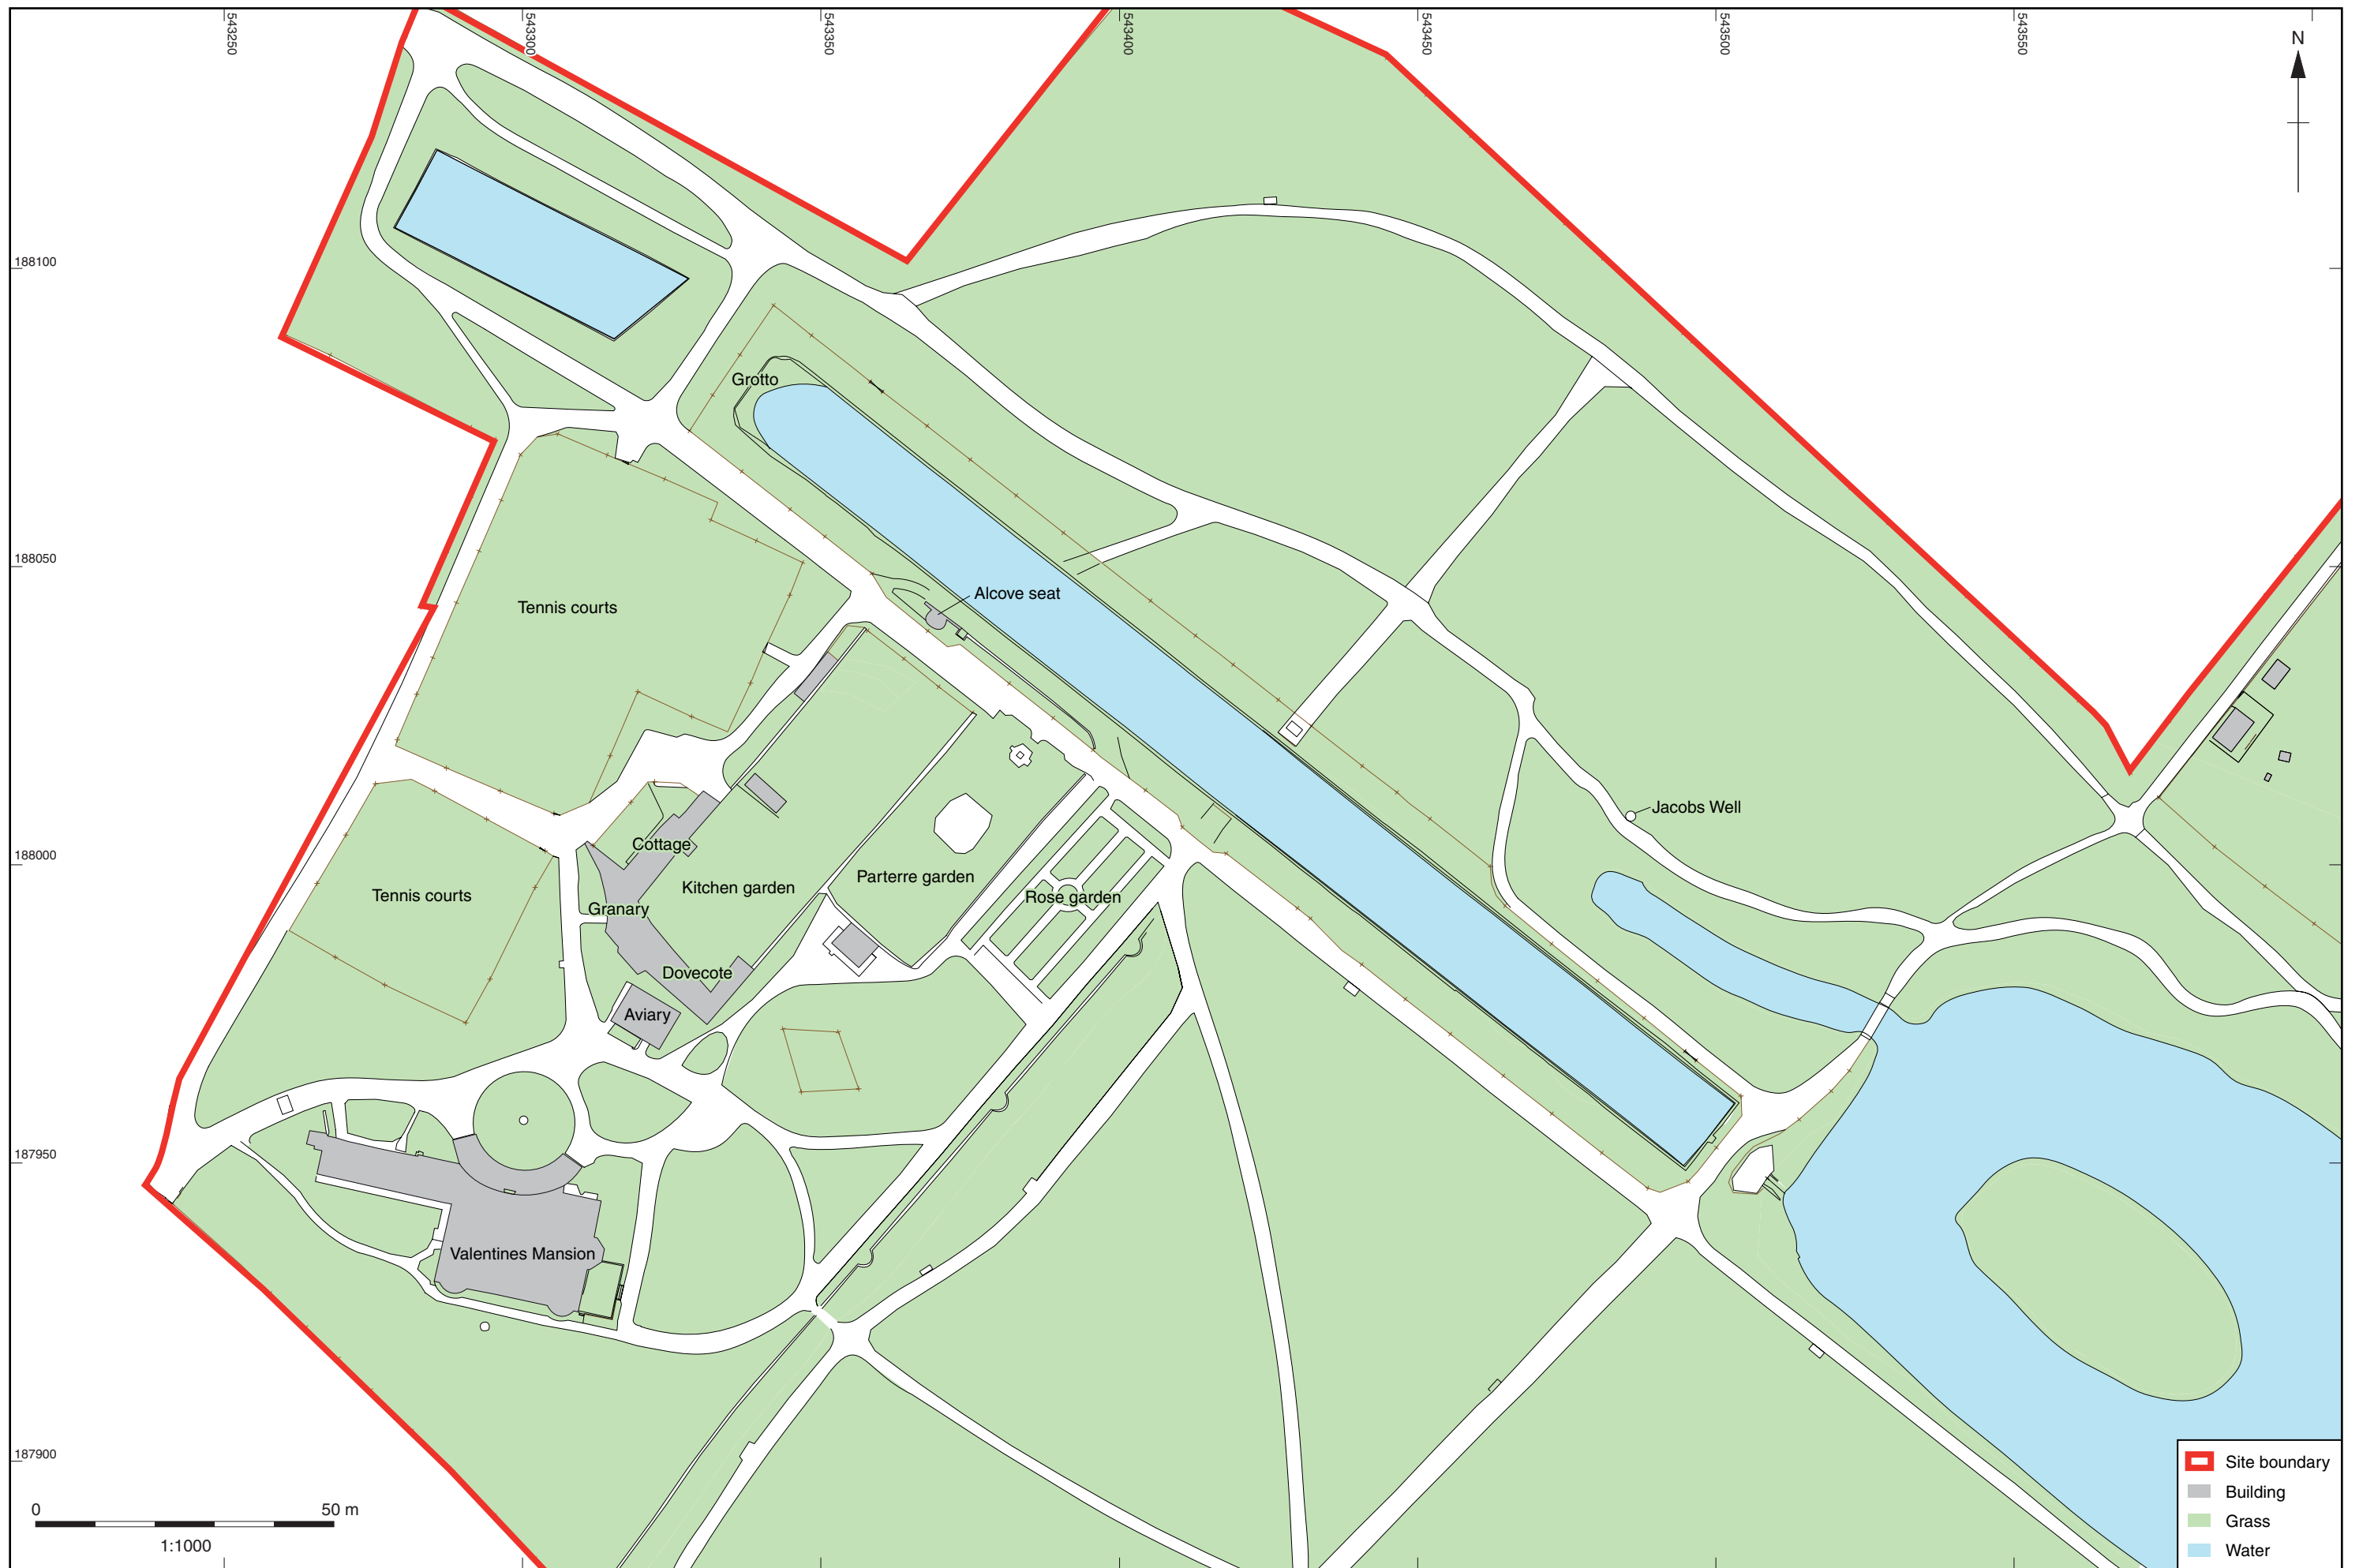 543250
543300
543350
543400
543450
543500
543550
N
188100
Grotto
188050
Alcove seat
Tennis courts
Jacobs Well
188000
Cottage
Parterre garden
Kitchen garden
Tennis courts
Rose garden
Granary
Dovecote
Aviary
187950
Valentines Mansion
187900
Site boundary
Building
Grass
Water
0 50 m
1:1000